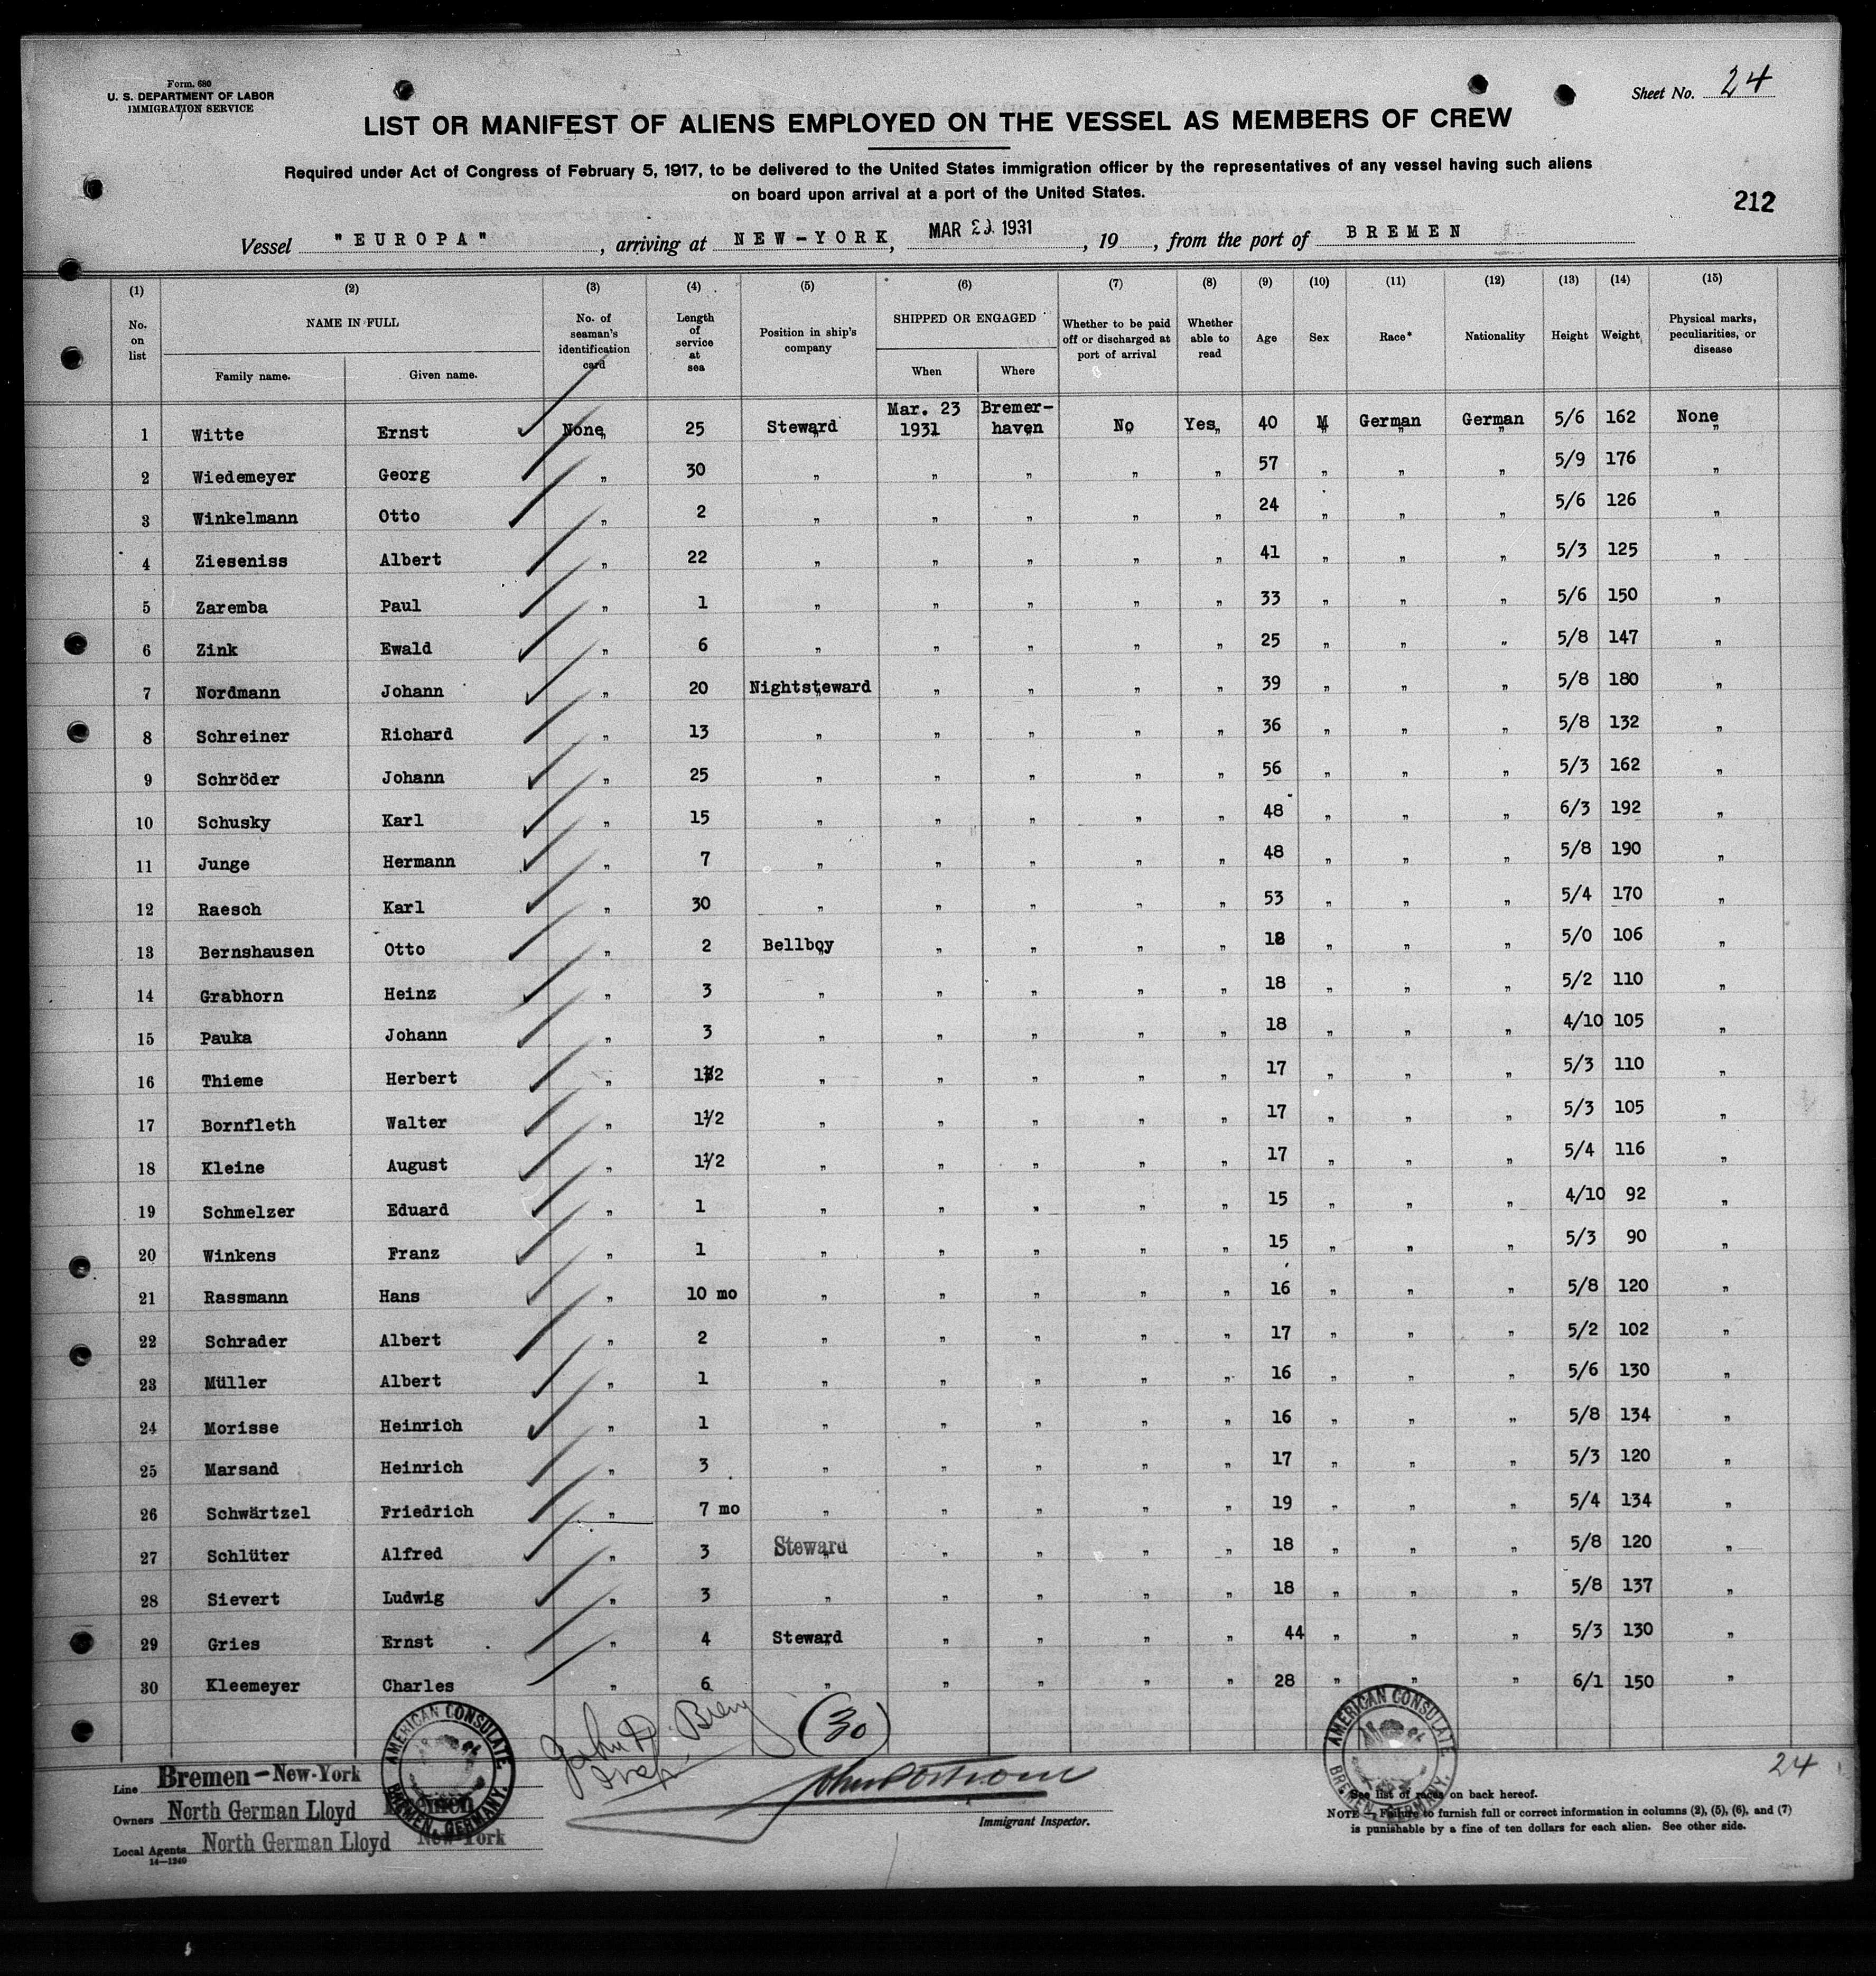 Form 680
U. S. DEPARTMENT OF LABOR
IMMIGRATION SERVICE
Sheet No. 24
LIST OR MANIFEST OF ALIENS EMPLOYED ON THE VESSEL AS MEMBERS OF CREW
Required under Act of Congress of February 5, 1917, to be delivered to the United States immigration officer by the representatives of any vessel having such aliens
on board upon arrival at a port of the United States.
212
Vessel "EUROPA", arriving at NEW-YORK, MAR 1931, 19 , from the port of BREMEN
(1) (2) (3) (4) (5) (6) (7) (8) (9) (10) (11) (12) (13) (14) (15)
No. on list NAME IN FULL Family name. Given name. No. of seaman's identification card Length of service at sea Position in ship's company SHIPPED OR ENGAGED When Where Whether to be paid off or discharged at port of arrival Whether able to read Age Sex Race* Nationality Height Weight Physical marks, peculiarities, or disease
1 Witte Ernst None 25 Steward Mar. 23 1931 Bremerhaven No Yes 40 M German German 5/6 162 None
2 Wiedemeyer Georg " 30 " " " " " 57 " " " 5/9 176 "
3 Winkelmann Otto " 2 " " " " " 24 " " " 5/6 126 "
4 Zieseniss Albert " 22 " " " " " 41 " " " 5/3 125 "
5 Zaremba Paul " 1 " " " " " 33 " " " 5/6 150 "
6 Zink Ewald " 6 " " " " " 25 " " " 5/8 147 "
7 Nordmann Johann " 20 Nightsteward " " " " 39 " " " 5/8 180 "
8 Schreiner Richard " 13 " " " " " 36 " " " 5/8 132 "
9 Schröder Johann " 25 " " " " " 56 " " " 5/3 162 "
10 Schusky Karl " 15 " " " " " 48 " " " 6/3 192 "
11 Junge Hermann " 7 " " " " " 48 " " " 5/8 190 "
12 Raesch Karl " 30 " " " " " 53 " " " 5/4 170 "
13 Bernshausen Otto " 2 Bellboy " " " " 18 " " " 5/0 106 "
14 Grabhorn Heinz " 3 " " " " " 18 " " " 5/2 110 "
15 Pauka Johann " 3 " " " " " 18 " " " 4/10 105 "
16 Thieme Herbert " " " " " " 17 " " " 5/3 110 "
17 Bornfleth Walter " 1½ " " " " " 17 " " " 5/3 105 "
18 Kleine August " 1½ " " " " " 17 " " " 5/4 116 "
19 Schmelzer Eduard " 1 " " " " " 15 " " " 4/10 92 "
20 Winkens Franz " 1 " " " " " 15 " " " 5/3 90 "
21 Rassmann Hans " 10 mo " " " " " 16 " " " 5/8 120 "
22 Schrader Albert " 2 " " " " " 17 " " " 5/2 102 "
23 Müller Albert " 1 " " " " " 16 " " " 5/6 130 "
24 Morisse Heinrich " 1 " " " " " 16 " " " 5/8 134 "
25 Marsand Heinrich " 3 " " " " " 17 " " " 5/3 120 "
26 Schwärtzel Friedrich " 7 mo " " " " " 19 " " " 5/4 134 "
27 Schlüter Alfred " 3 Steward " " " " 18 " " " 5/8 120 "
28 Sievert Ludwig " 3 " " " " " 18 " " " 5/8 137 "
29 Gries Ernst " 4 Steward " " " " 44 " " " 5/3 130 "
30 Kleemeyer Charles " 6 " " " " " 28 " " " 6/1 150 "
(30)
AMERICAN CONSULATE BREMEN, GERMANY.
AMERICAN CONSULATE BREMEN, GERMANY.
24
Line Bremen-New-York
Owners North German Lloyd Bremen
Local Agents North German Lloyd New York
14-1240
Immigrant Inspector.
See list of races on back hereof.
NOTE.—Failure to furnish full or correct information in columns (2), (5), (6), and (7)
is punishable by a fine of ten dollars for each alien. See other side.